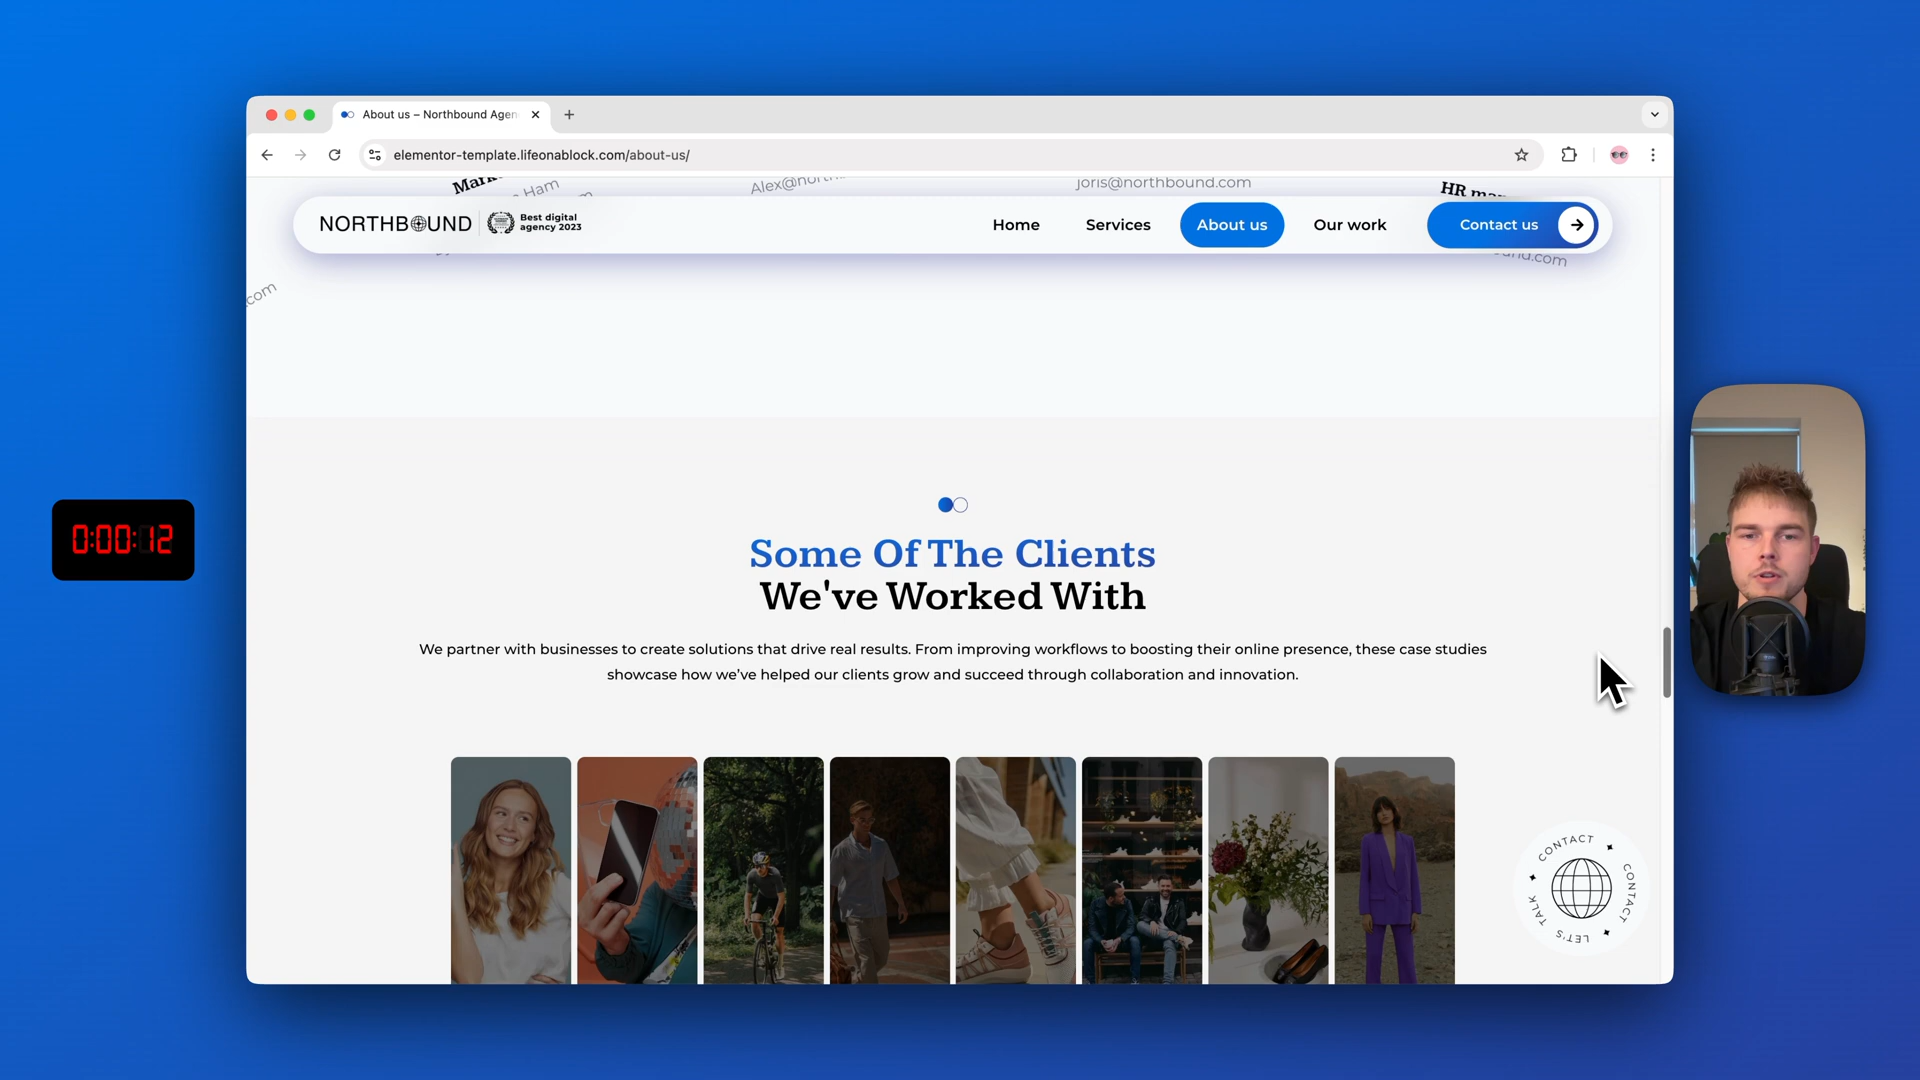 About us – Northbound Agen
elementor-template.lifeonablock.com/about-us/
Ham
joris@northbound.com
NORTHBOUND
Best digital
agency 2023
Home
Services
About us
Our work
Contact us
.com
0:00:12
Some Of The Clients
We've Worked With
We partner with businesses to create solutions that drive real results. From improving workflows to boosting their online presence, these case studies
showcase how we've helped our clients grow and succeed through collaboration and innovation.
CONTACT
CONTACT
LET'S
TALK